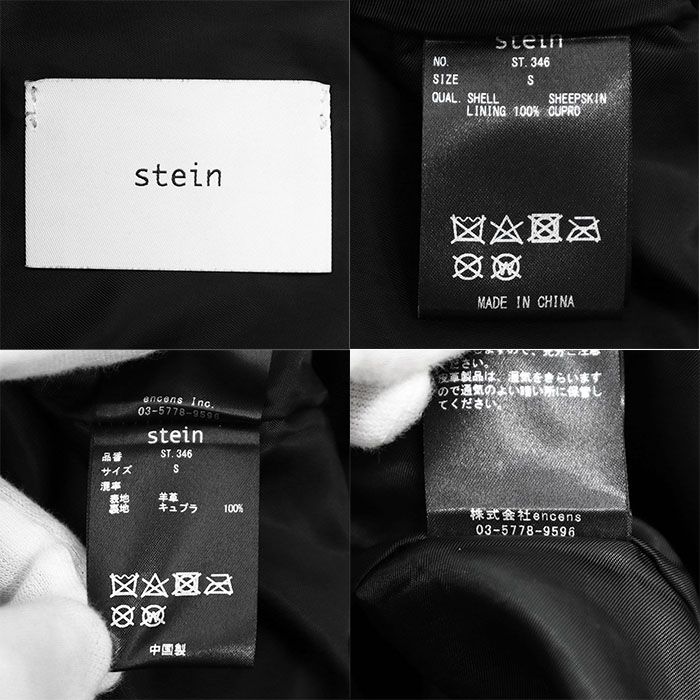 stein
stein
NO. ST.346
SIZE S
QUAL. SHELL SHEEPSKIN
LINING 100% CUPRO
MADE IN CHINA
encens Inc.
03-5778-9596
stein
品番 ST.346
サイズ S
混率
表地 羊革
裏地 キュプラ 100%
中国製
皮革製品は、湿気をきらいます
ので通気のよい暗い所に保管し
てください。
株式会社encens
03-5778-9596